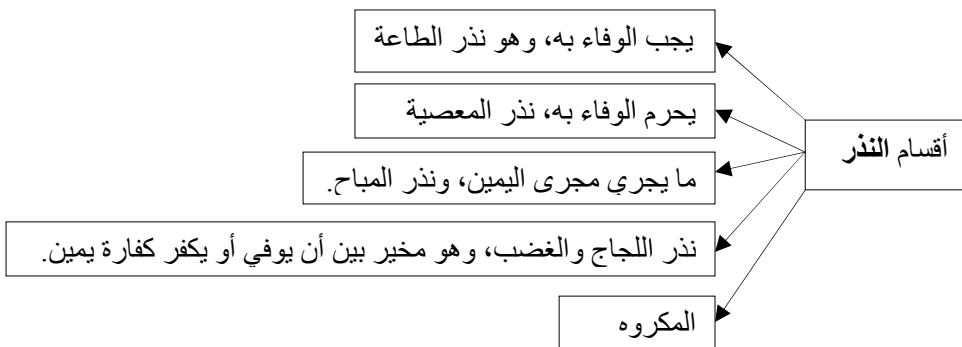 أقسام النذر
يجب الوفاء به، وهو نذر الطاعة
يحرم الوفاء به، نذر المعصية
ما يجري مجرى اليمين، ونذر المباح.
نذر اللجاج والغضب، وهو مخير بين أن يوفي أو يكفر كفارة يمين.
المكروه